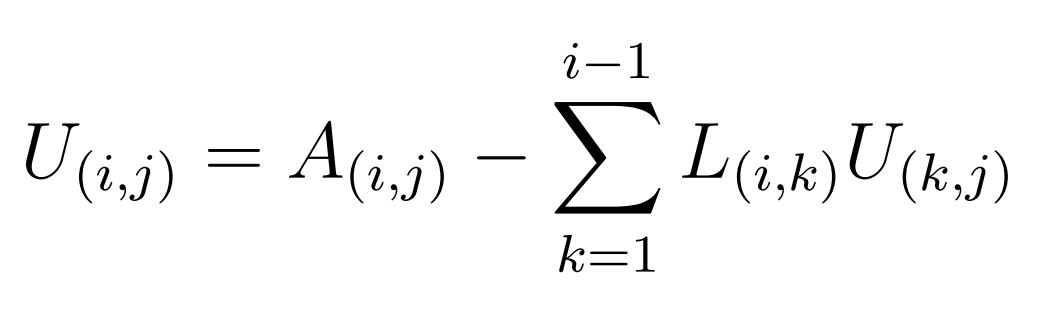 U_{(i,j)} = A_{(i,j)} - \sum_{k=1}^{i-1} L_{(i,k)} U_{(k,j)}